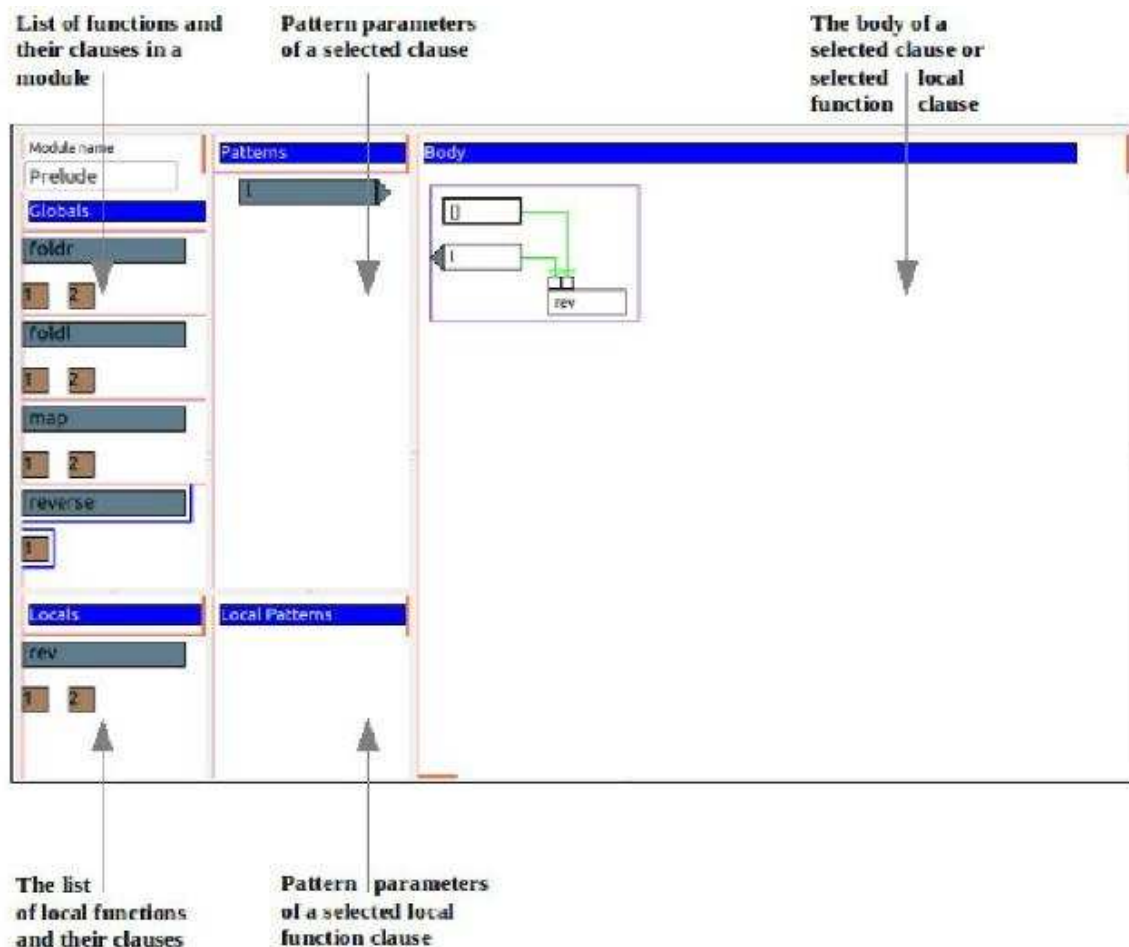 List of functions and
their clauses in a
module
Pattern parameters
of a selected clause
The body of a
selected clause or
selected local
function clause
Module name
Prelude
Globals
foldr
1 2
foldl
1 2
map
1 2
reverse
1
Patterns
l
Body
[]
l
rev
Locals
rev
1 2
Local Patterns
The list
of local functions
and their clauses
Pattern parameters
of a selected local
function clause